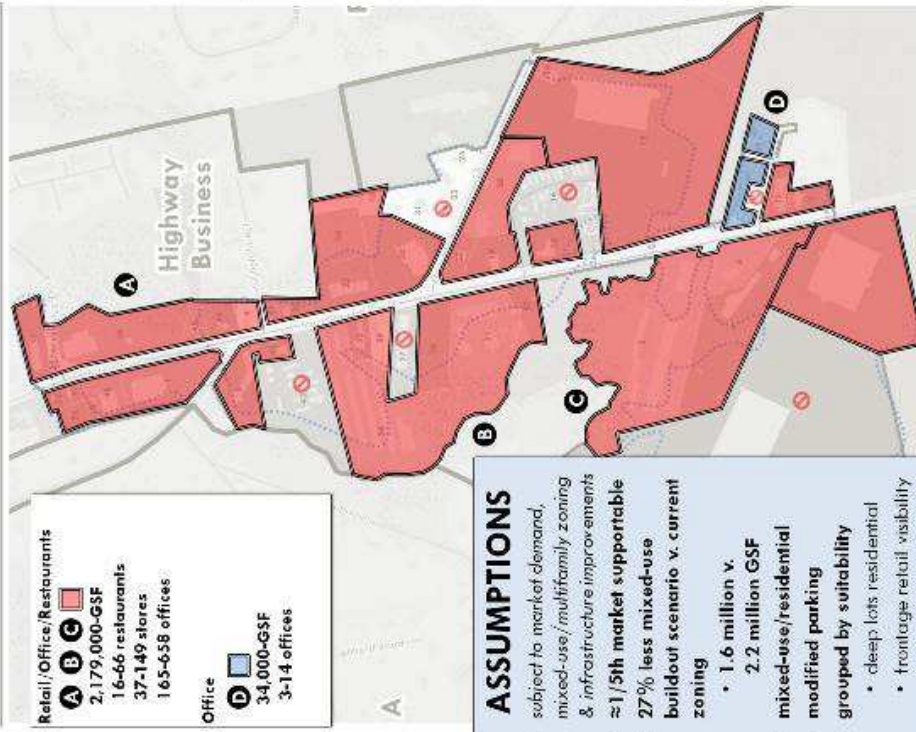 Highway
Business
A
B
C
D
A
Retail/Office/Restaurants
A B C
2,179,000-GSF
16-66 restaurants
37-149 stores
165-658 offices
Office
D
34,000-GSF
3-14 offices
ASSUMPTIONS
subject to market demand,
mixed-use/multifamily zoning
& infrastructure improvements
≈1/5th market supportable
27% less mixed-use
buildout scenario v. current
zoning
• 1.6 million v.
2.2 million GSF
mixed-use/residential
modified parking
grouped by suitability
• deep lots residential
• frontage retail visibility